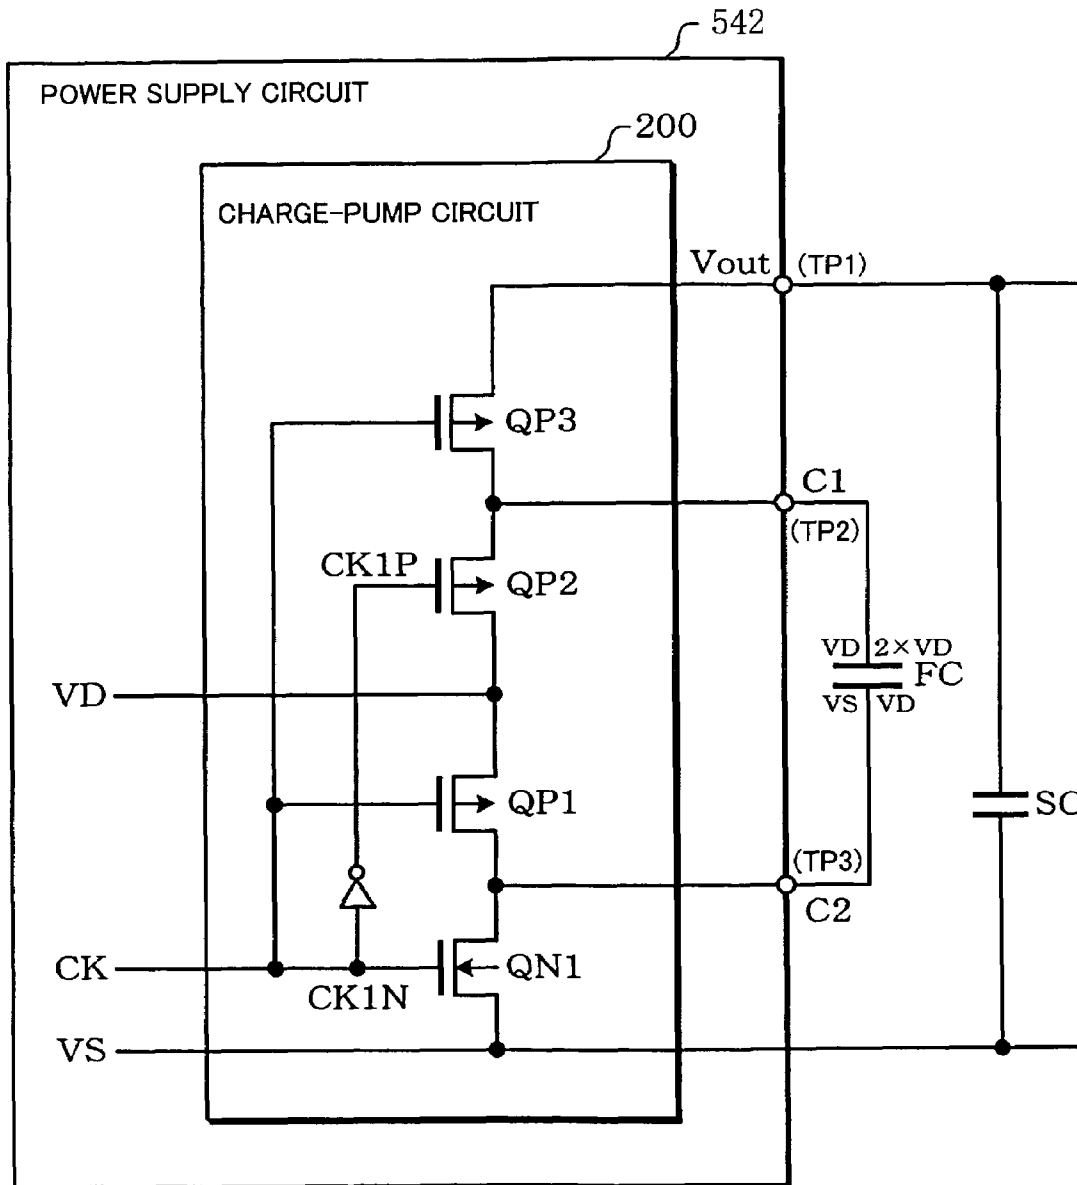 542
POWER SUPPLY CIRCUIT
200
CHARGE-PUMP CIRCUIT
Vout (TP1)
QP3
C1
(TP2)
CK1P
QP2
VD 2×VD
FC
VS VD
VD
QP1
SC
(TP3)
C2
CK
QN1
CK1N
VS